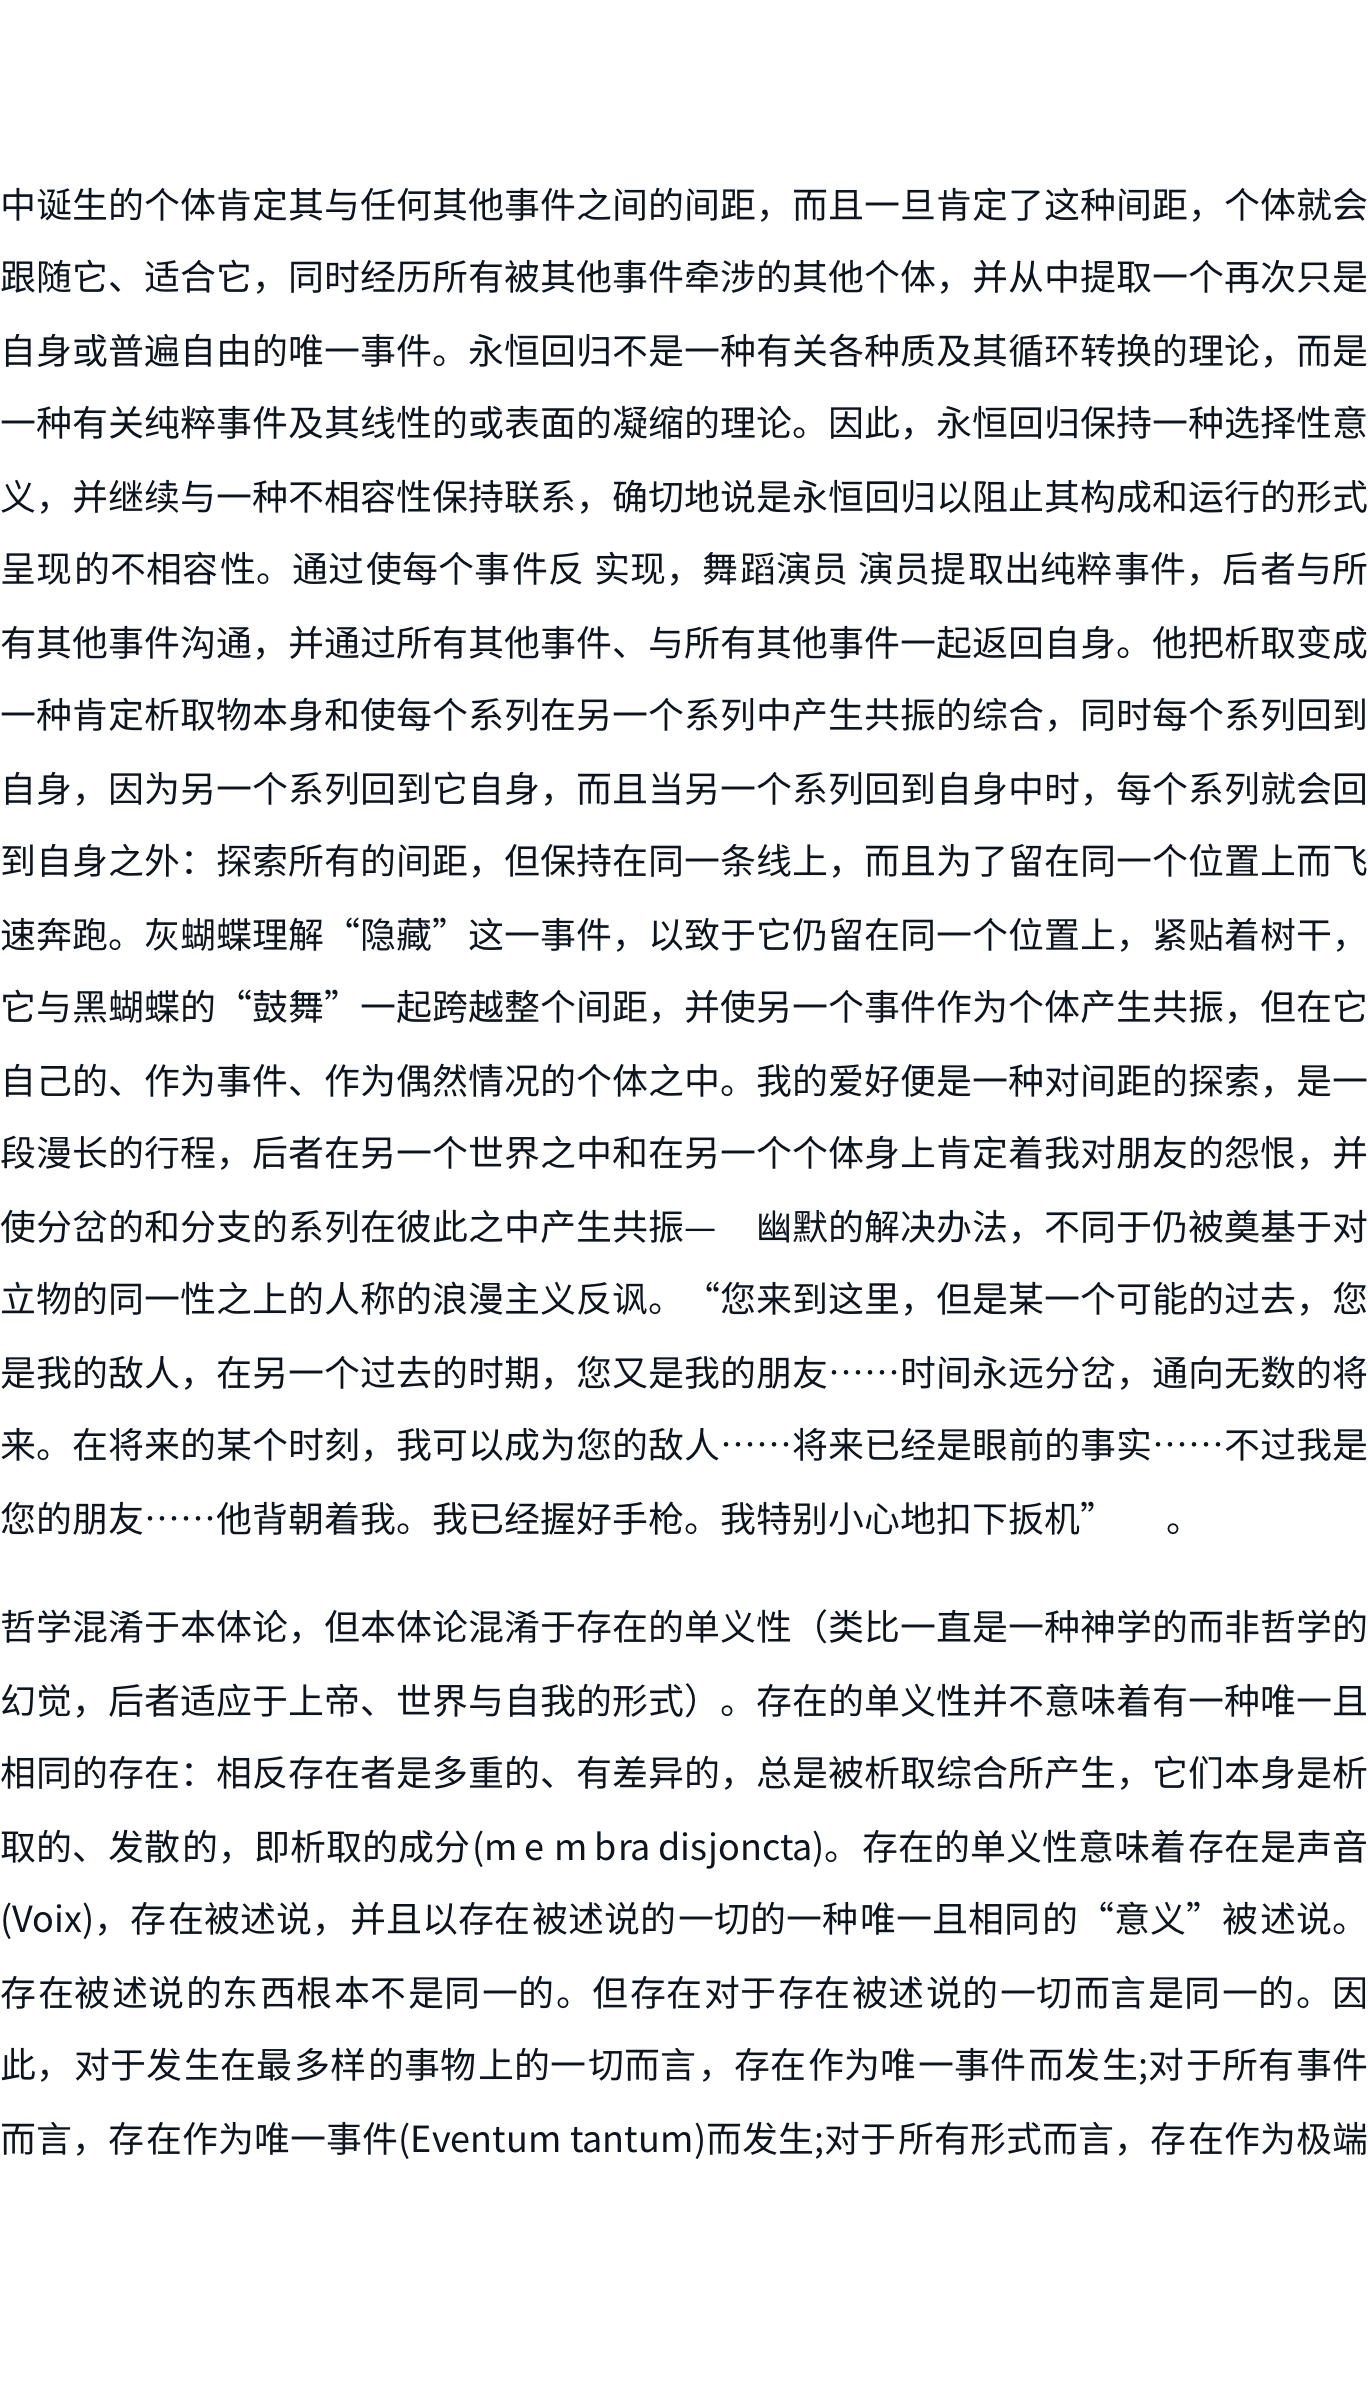 中诞生的个体肯定其与任何其他事件之间的间距，而且一旦肯定了这种间距，个体就会
跟随它、适合它，同时经历所有被其他事件牵涉的其他个体，并从中提取一个再次只是
自身或普遍自由的唯一事件。永恒回归不是一种有关各种质及其循环转换的理论，而是
一种有关纯粹事件及其线性的或表面的凝缩的理论。因此，永恒回归保持一种选择性意
义，并继续与一种不相容性保持联系，确切地说是永恒回归以阻止其构成和运行的形式
呈现的不相容性。通过使每个事件反 实现，舞蹈演员 演员提取出纯粹事件，后者与所
有其他事件沟通，并通过所有其他事件、与所有其他事件一起返回自身。他把析取变成
一种肯定析取物本身和使每个系列在另一个系列中产生共振的综合，同时每个系列回到
自身，因为另一个系列回到它自身，而且当另一个系列回到自身中时，每个系列就会回
到自身之外：探索所有的间距，但保持在同一条线上，而且为了留在同一个位置上而飞
速奔跑。灰蝴蝶理解“隐藏”这一事件，以致于它仍留在同一个位置上，紧贴着树干，
它与黑蝴蝶的“鼓舞”一起跨越整个间距，并使另一个事件作为个体产生共振，但在它
自己的、作为事件、作为偶然情况的个体之中。我的爱好便是一种对间距的探索，是一
段漫长的行程，后者在另一个世界之中和在另一个个体身上肯定着我对朋友的怨恨，并
使分岔的和分支的系列在彼此之中产生共振—　幽默的解决办法，不同于仍被奠基于对
立物的同一性之上的人称的浪漫主义反讽。“您来到这里，但是某一个可能的过去，您
是我的敌人，在另一个过去的时期，您又是我的朋友……时间永远分岔，通向无数的将
来。在将来的某个时刻，我可以成为您的敌人……将来已经是眼前的事实……不过我是
您的朋友……他背朝着我。我已经握好手枪。我特别小心地扣下扳机”　　。
哲学混淆于本体论，但本体论混淆于存在的单义性（类比一直是一种神学的而非哲学的
幻觉，后者适应于上帝、世界与自我的形式）。存在的单义性并不意味着有一种唯一且
相同的存在：相反存在者是多重的、有差异的，总是被析取综合所产生，它们本身是析
取的、发散的，即析取的成分(m e m bra disjoncta)。存在的单义性意味着存在是声音
(Voix)，存在被述说，并且以存在被述说的一切的一种唯一且相同的“意义”被述说。
存在被述说的东西根本不是同一的。但存在对于存在被述说的一切而言是同一的。因
此，对于发生在最多样的事物上的一切而言，存在作为唯一事件而发生;对于所有事件
而言，存在作为唯一事件(Eventum tantum)而发生;对于所有形式而言，存在作为极端